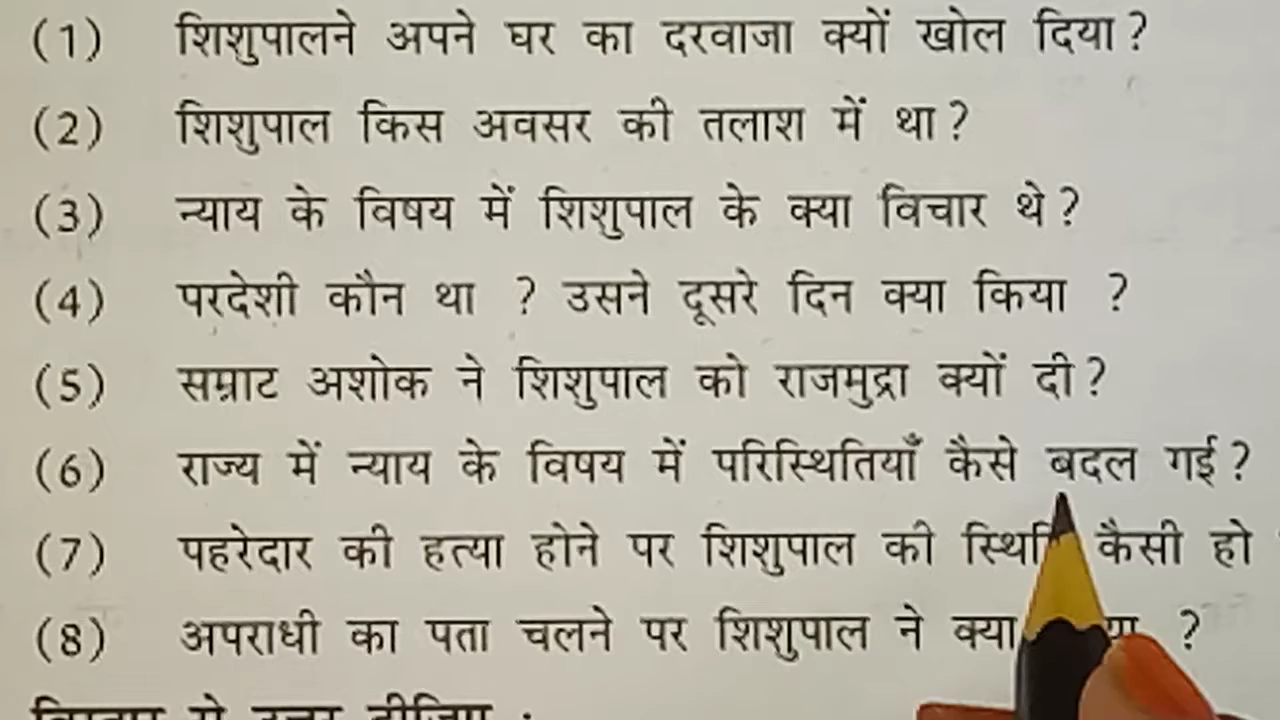 (1) शिशुपालने अपने घर का दरवाजा क्यों खोल दिया?
(2) शिशुपाल किस अवसर की तलाश में था?
(3) न्याय के विषय में शिशुपाल के क्या विचार थे?
(4) परदेशी कौन था ? उसने दूसरे दिन क्या किया ?
(5) सम्राट अशोक ने शिशुपाल को राजमुद्रा क्यों दी?
(6) राज्य में न्याय के विषय में परिस्थितियाँ कैसे बदल गई?
(7) पहरेदार की हत्या होने पर शिशुपाल की कैसी हो
(8) अपराधी का पता चलने पर शिशुपाल ने क्या ?